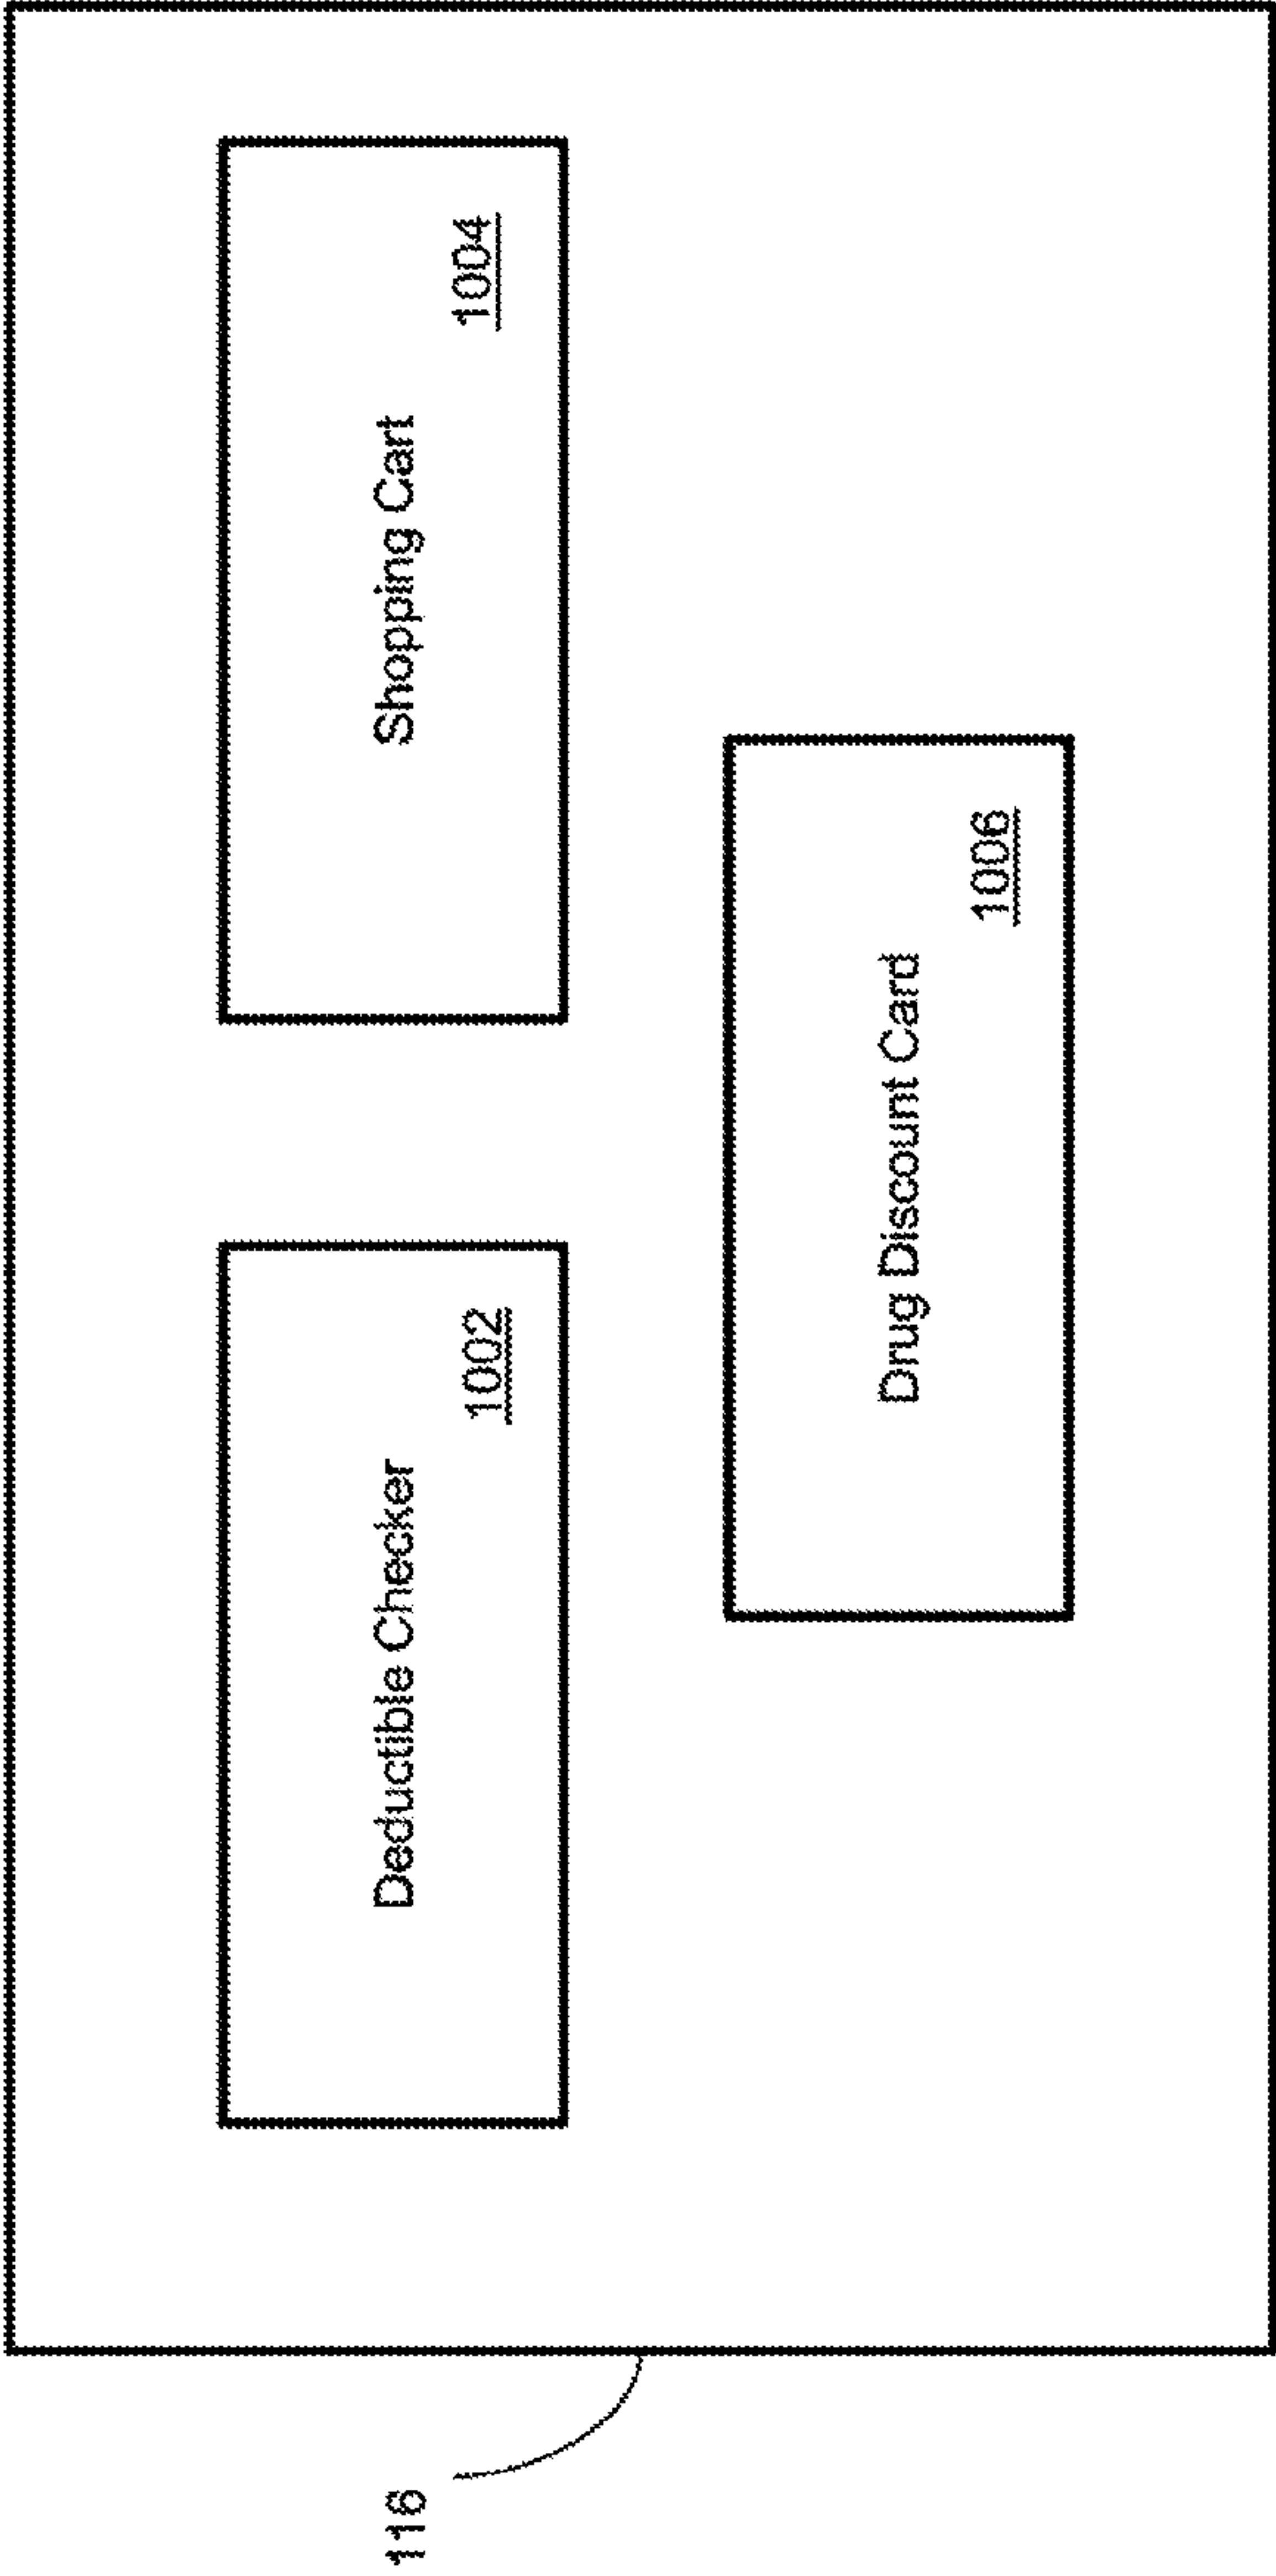 116
Deductible Checker
1002
Shopping Cart
1004
Drug Discount Card
1006